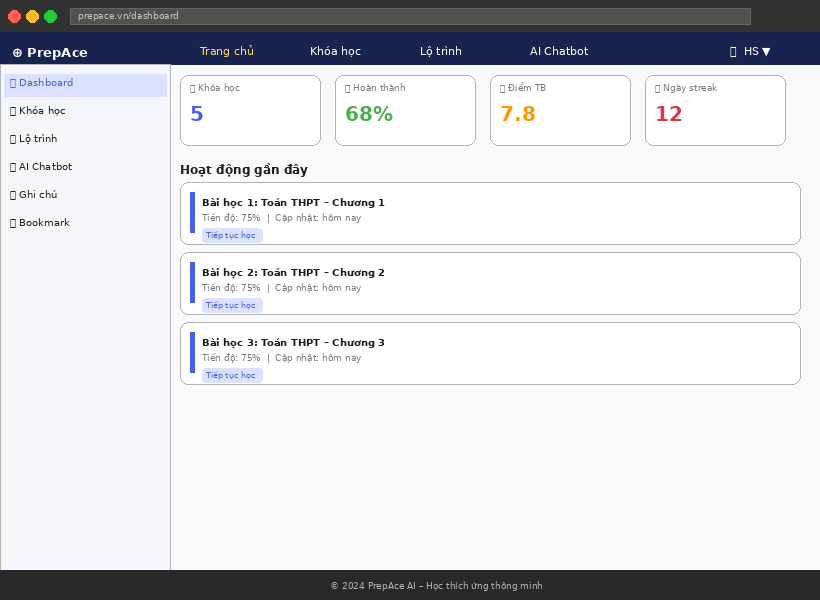 prepace.vn/dashboard
⊕ PrepAce Trang chủ Khóa học Lộ trình AI Chatbot HS ▼
Dashboard
Khóa học
Lộ trình
AI Chatbot
Ghi chú
Bookmark
Khóa học
5
Hoàn thành
68%
Điểm TB
7.8
Ngày streak
12
Hoạt động gần đây
Bài học 1: Toán THPT – Chương 1
Tiến độ: 75% | Cập nhật: hôm nay
Tiếp tục học
Bài học 2: Toán THPT – Chương 2
Tiến độ: 75% | Cập nhật: hôm nay
Tiếp tục học
Bài học 3: Toán THPT – Chương 3
Tiến độ: 75% | Cập nhật: hôm nay
Tiếp tục học
© 2024 PrepAce AI – Học thích ứng thông minh